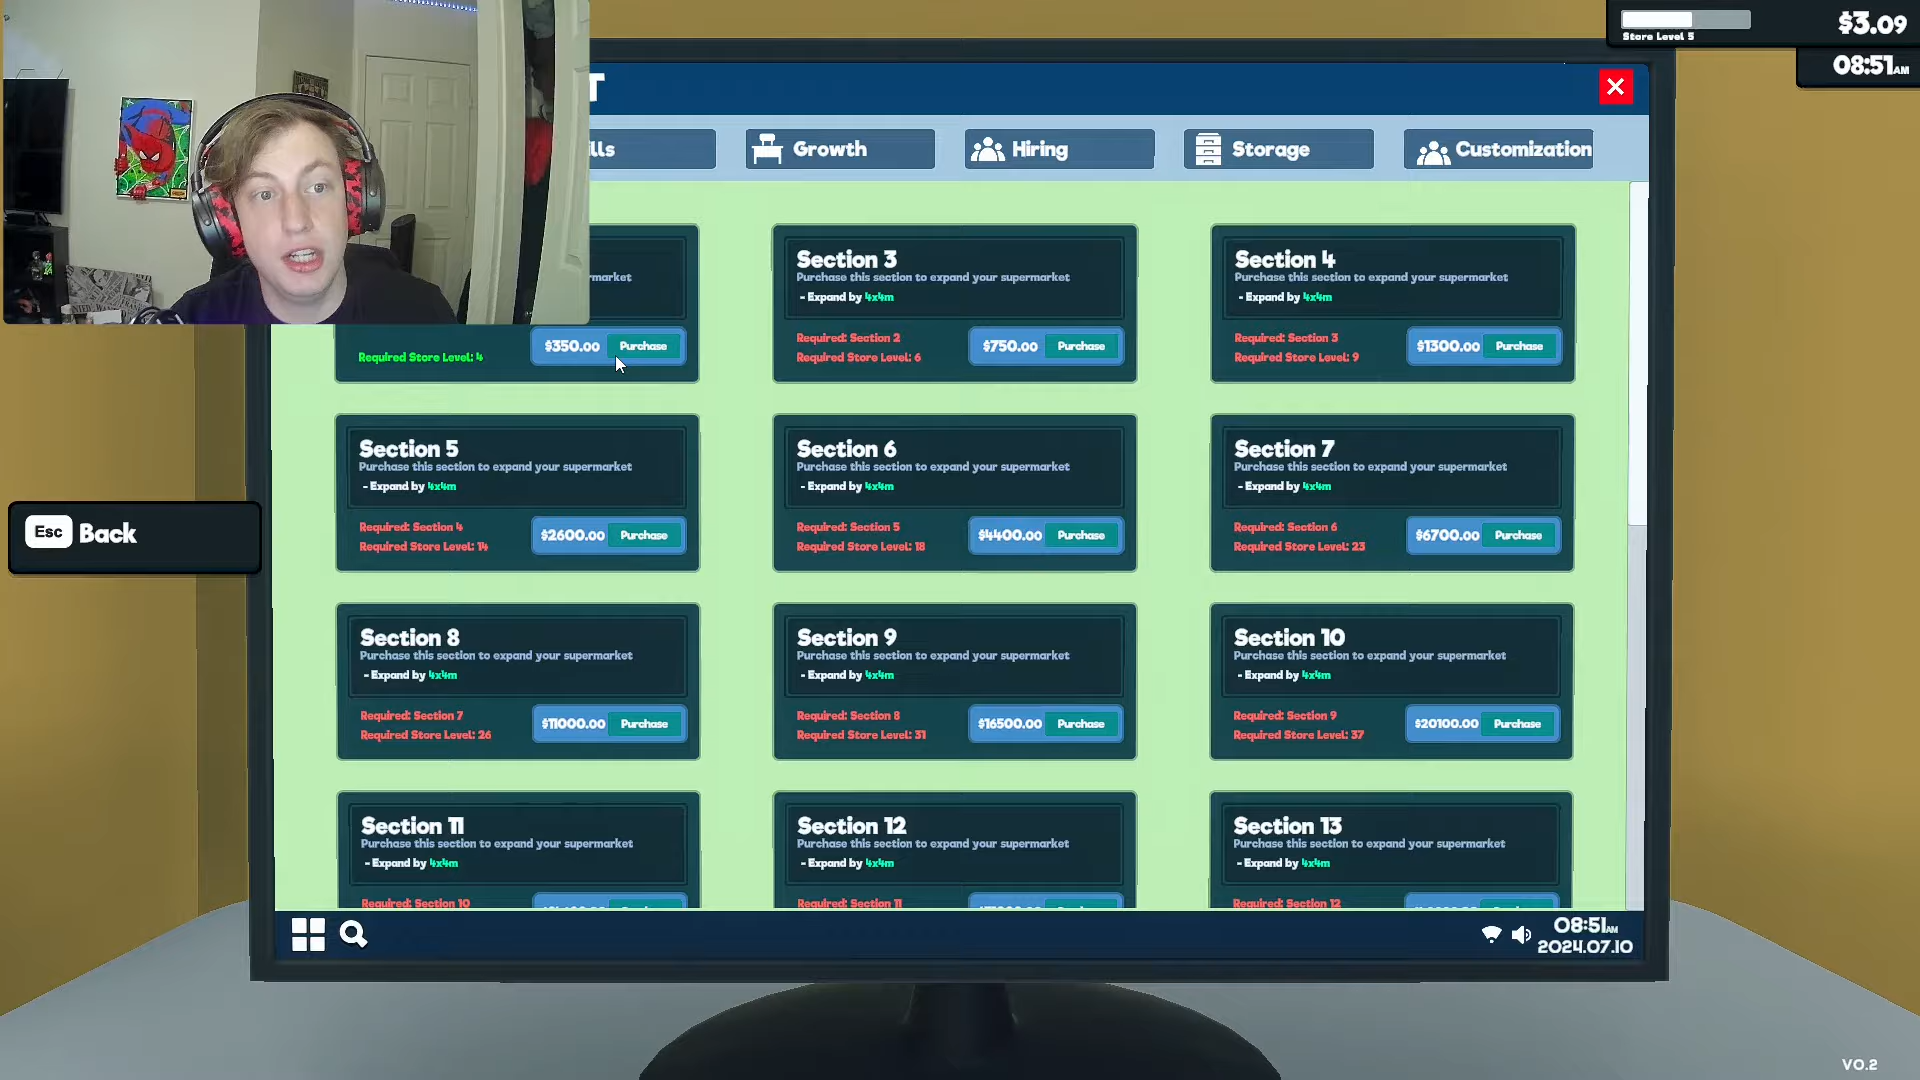 $3.09
Store Level 5
08:51AM
T
lls
Growth
Hiring
Storage
Customization
rmarket
Required Store Level: 4
$350.00 Purchase
Section 3
Purchase this section to expand your supermarket
- Expand by 4x4m
Required: Section 2
Required Store Level: 6
$750.00 Purchase
Section 4
Purchase this section to expand your supermarket
- Expand by 4x4m
Required: Section 3
Required Store Level: 9
$1300.00 Purchase
Section 5
Purchase this section to expand your supermarket
- Expand by 4x4m
Required: Section 4
Required Store Level: 14
$2600.00 Purchase
Section 6
Purchase this section to expand your supermarket
- Expand by 4x4m
Required: Section 5
Required Store Level: 18
$4400.00 Purchase
Section 7
Purchase this section to expand your supermarket
- Expand by 4x4m
Required: Section 6
Required Store Level: 23
$6700.00 Purchase
Esc Back
Section 8
Purchase this section to expand your supermarket
- Expand by 4x4m
Required: Section 7
Required Store Level: 26
$11000.00 Purchase
Section 9
Purchase this section to expand your supermarket
- Expand by 4x4m
Required: Section 8
Required Store Level: 31
$16500.00 Purchase
Section 10
Purchase this section to expand your supermarket
- Expand by 4x4m
Required: Section 9
Required Store Level: 37
$20100.00 Purchase
Section 11
Purchase this section to expand your supermarket
- Expand by 4x4m
Required: Section 10
Section 12
Purchase this section to expand your supermarket
- Expand by 4x4m
Required: Section 11
Section 13
Purchase this section to expand your supermarket
- Expand by 4x4m
Required: Section 12
08:51AM
2024.07.10
V0.2